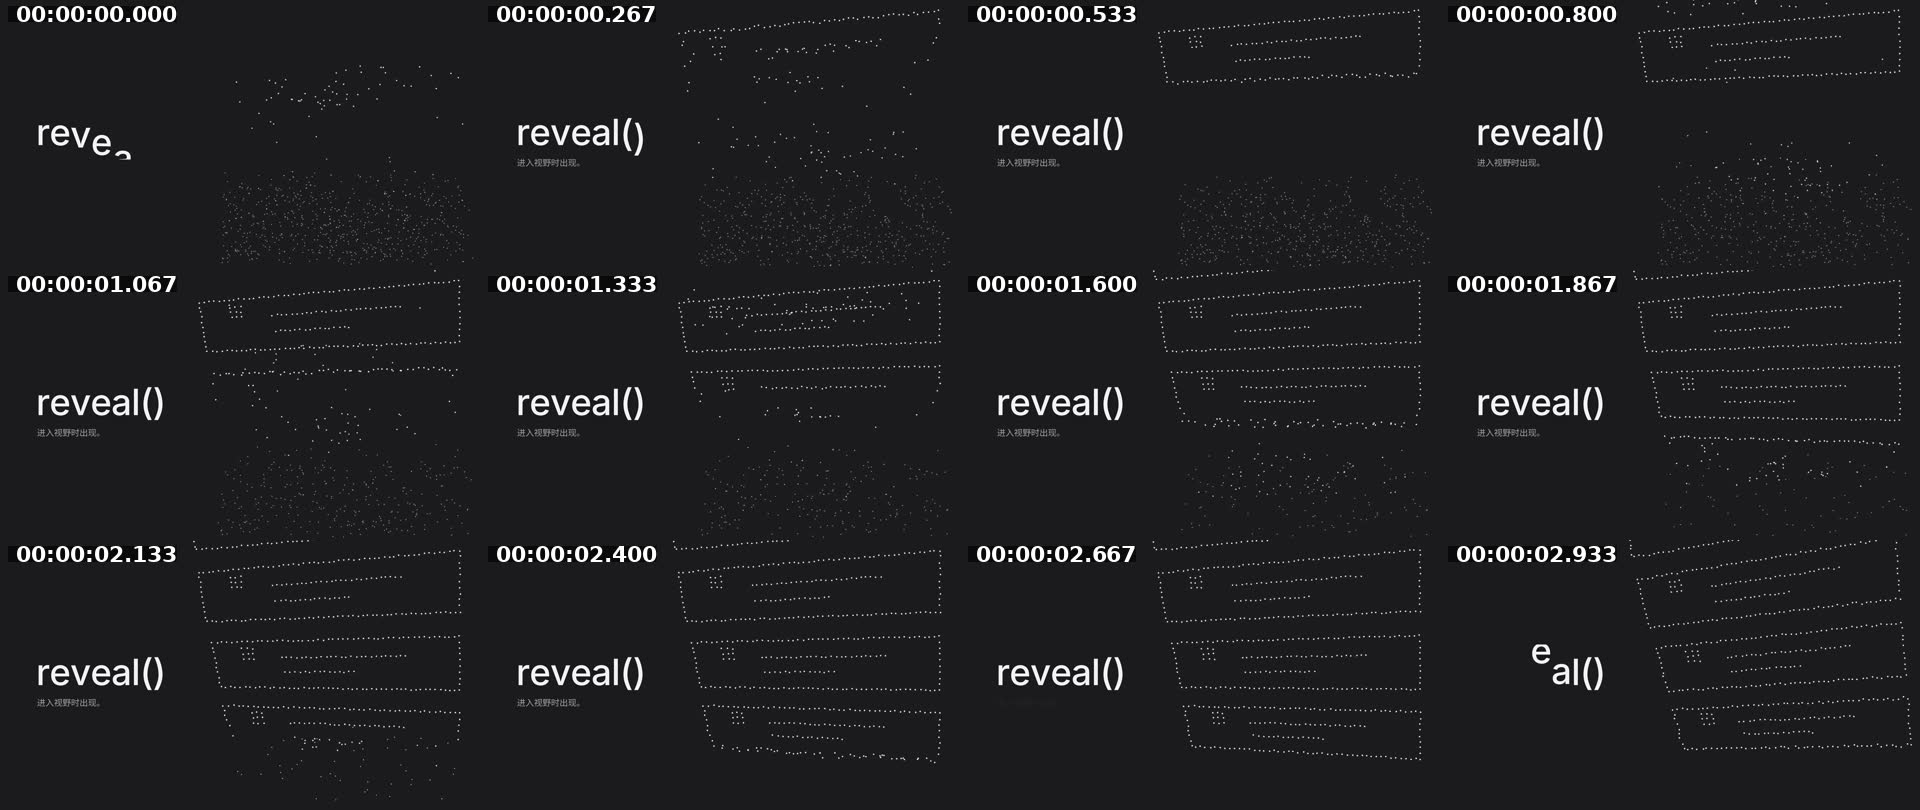 00:00:00.000
reve
00:00:00.267
reveal()
进入视野时出现。
00:00:00.533
reveal()
进入视野时出现。
00:00:00.800
reveal()
进入视野时出现。
00:00:01.067
reveal()
进入视野时出现。
00:00:01.333
reveal()
进入视野时出现。
00:00:01.600
reveal()
进入视野时出现。
00:00:01.867
reveal()
进入视野时出现。
00:00:02.133
reveal()
进入视野时出现。
00:00:02.400
reveal()
进入视野时出现。
00:00:02.667
reveal()
00:00:02.933
eal()